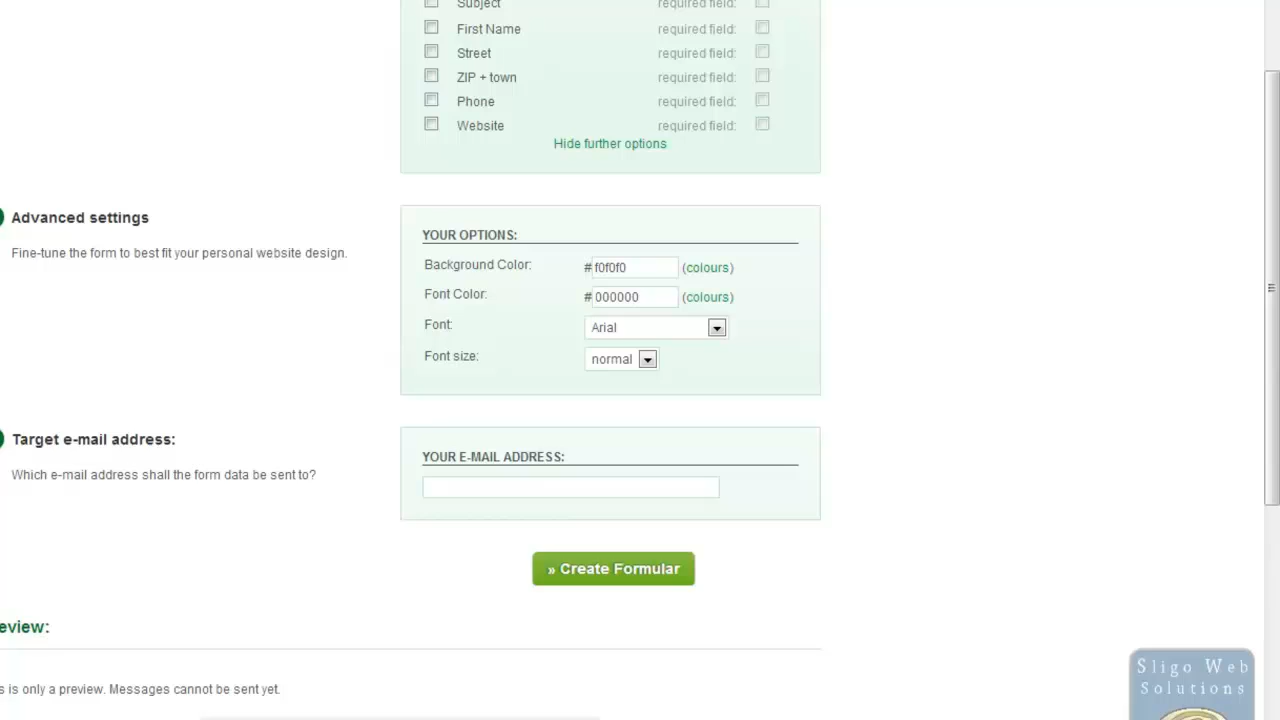 Subject required field:
First Name required field:
Street required field:
ZIP + town required field:
Phone required field:
Website required field:
Hide further options
Advanced settings
Fine-tune the form to best fit your personal website design.
YOUR OPTIONS:
Background Color: # f0f0f0 (colours)
Font Color: # 000000 (colours)
Font: Arial
Font size: normal
Target e-mail address:
Which e-mail address shall the form data be sent to?
YOUR E-MAIL ADDRESS:
» Create Formular
eview:
s is only a preview. Messages cannot be sent yet.
Sligo Web
Solutions